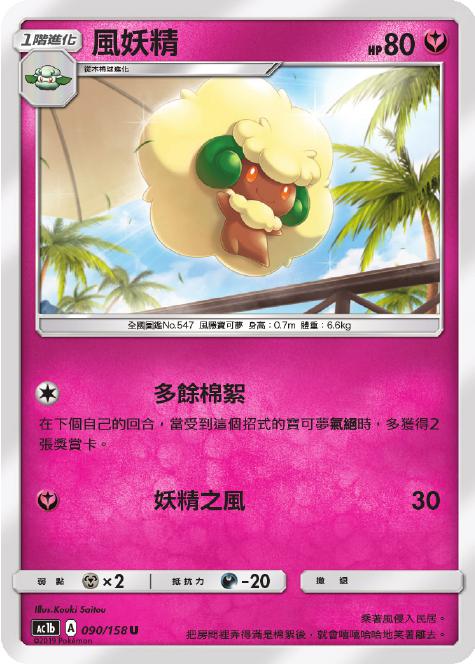 1階進化
風妖精
HP 80
從木棉球進化
全國圖鑑No.547 風隱寶可夢 身高:0.7m 體重:6.6kg
多餘棉絮
在下個自己的回合,當受到這個招式的寶可夢氣絕時,多獲得2
張獎賞卡。
妖精之風 30
弱點 ×2 抵抗力 -20 撤退
Illus.Kouki Saitou
AC1b A 090/158 U
©2019 Pokémon
乘著風侵入民居。
把房間裡弄得滿是棉絮後,就會嘻嘻哈哈地笑著離去。